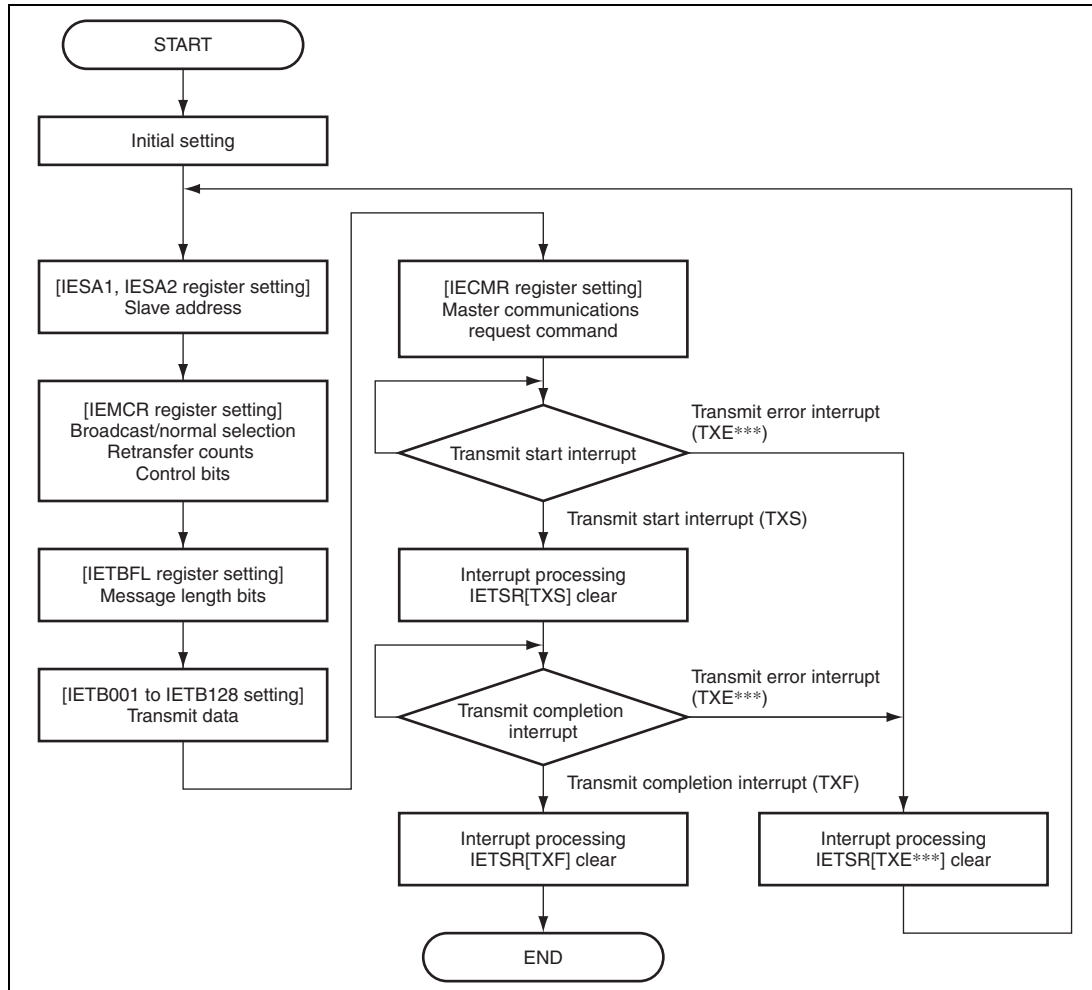 START
Initial setting
[IESA1, IESA2 register setting]
Slave address
[IEMCR register setting]
Broadcast/normal selection
Retransfer counts
Control bits
[IETBFL register setting]
Message length bits
[IETB001 to IETB128 setting]
Transmit data
[IECMR register setting]
Master communications
request command
Transmit start interrupt
Transmit error interrupt
(TXE***)
Transmit start interrupt (TXS)
Interrupt processing
IETSR[TXS] clear
Transmit completion
interrupt
Transmit error interrupt
(TXE***)
Transmit completion interrupt (TXF)
Interrupt processing
IETSR[TXF] clear
Interrupt processing
IETSR[TXE***] clear
END